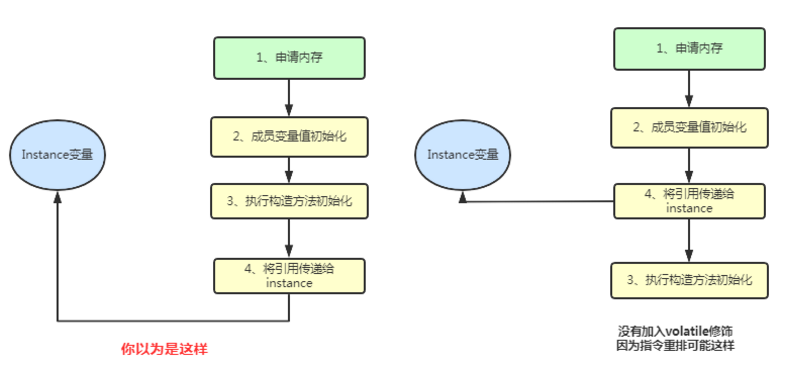 1、申请内存
2、成员变量值初始化
Instance变量
3、执行构造方法初始化
4、将引用传递给
instance
你以为是这样
1、申请内存
2、成员变量值初始化
Instance变量
4、将引用传递给
instance
3、执行构造方法初始化
没有加入volatile修饰
因为指令重排可能这样